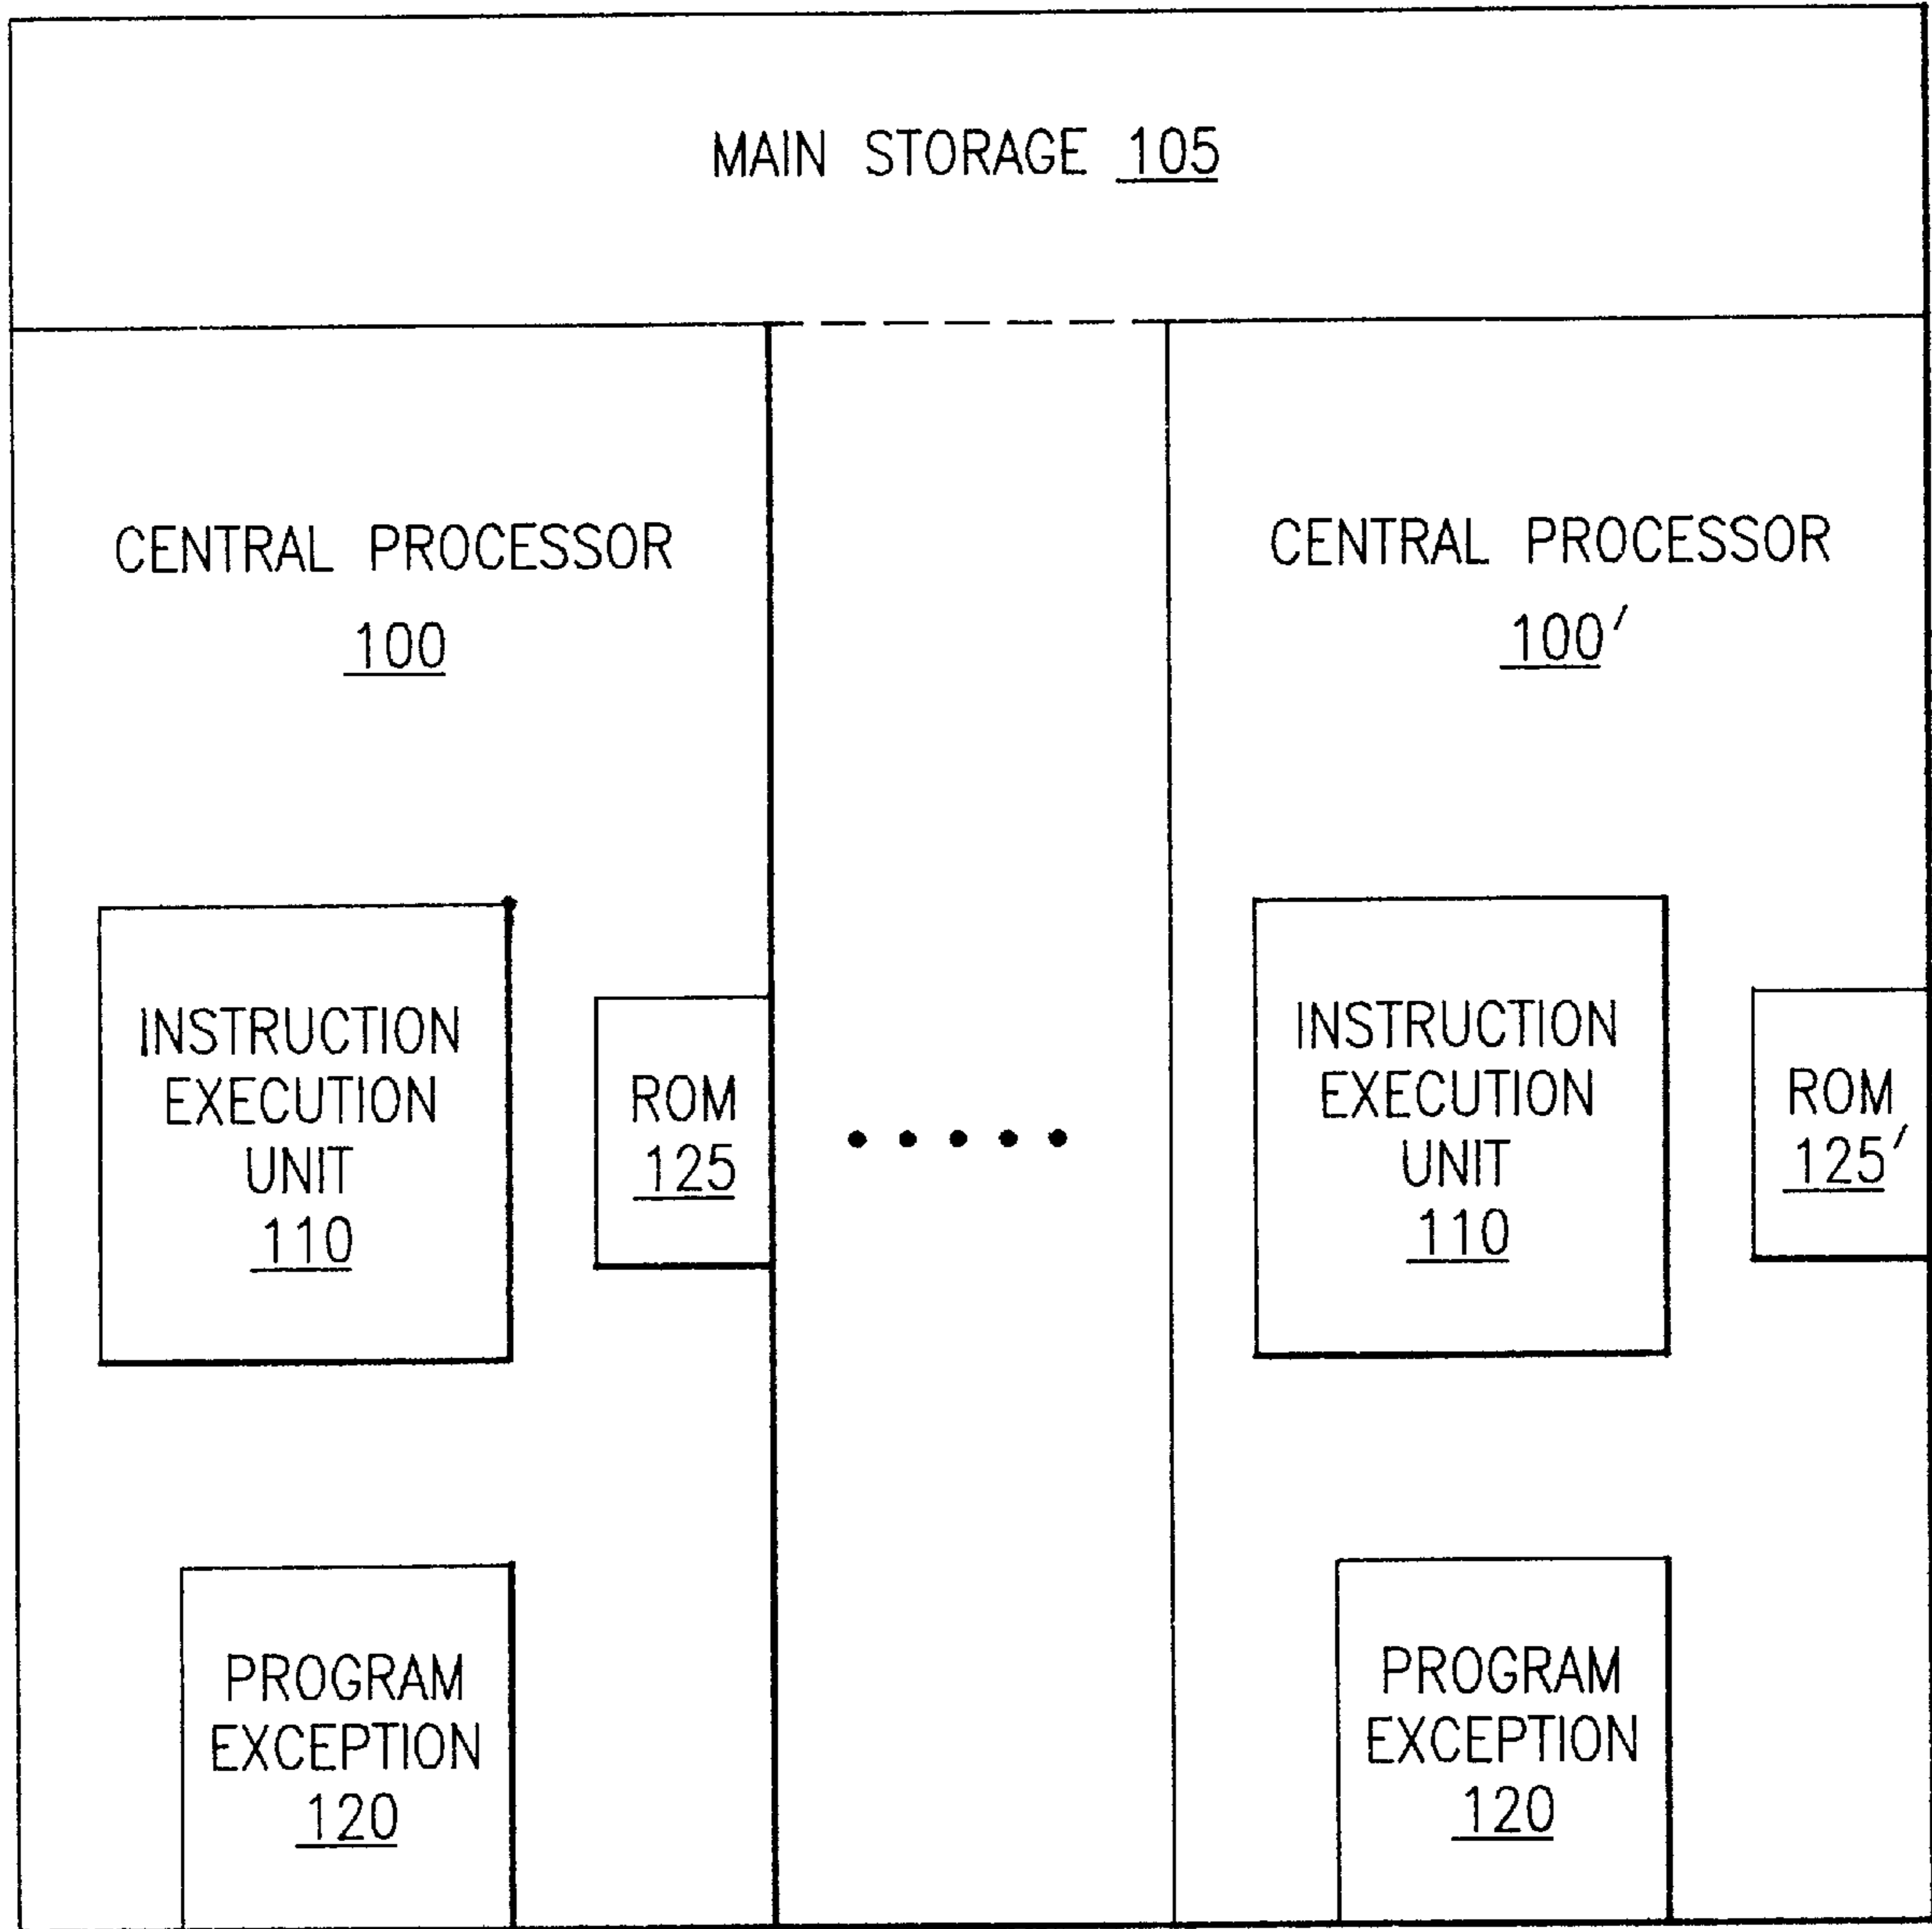 MAIN STORAGE 105
CENTRAL PROCESSOR
100
INSTRUCTION
EXECUTION
UNIT
110
ROM
125
PROGRAM
EXCEPTION
120
CENTRAL PROCESSOR
100′
INSTRUCTION
EXECUTION
UNIT
110
ROM
125′
PROGRAM
EXCEPTION
120